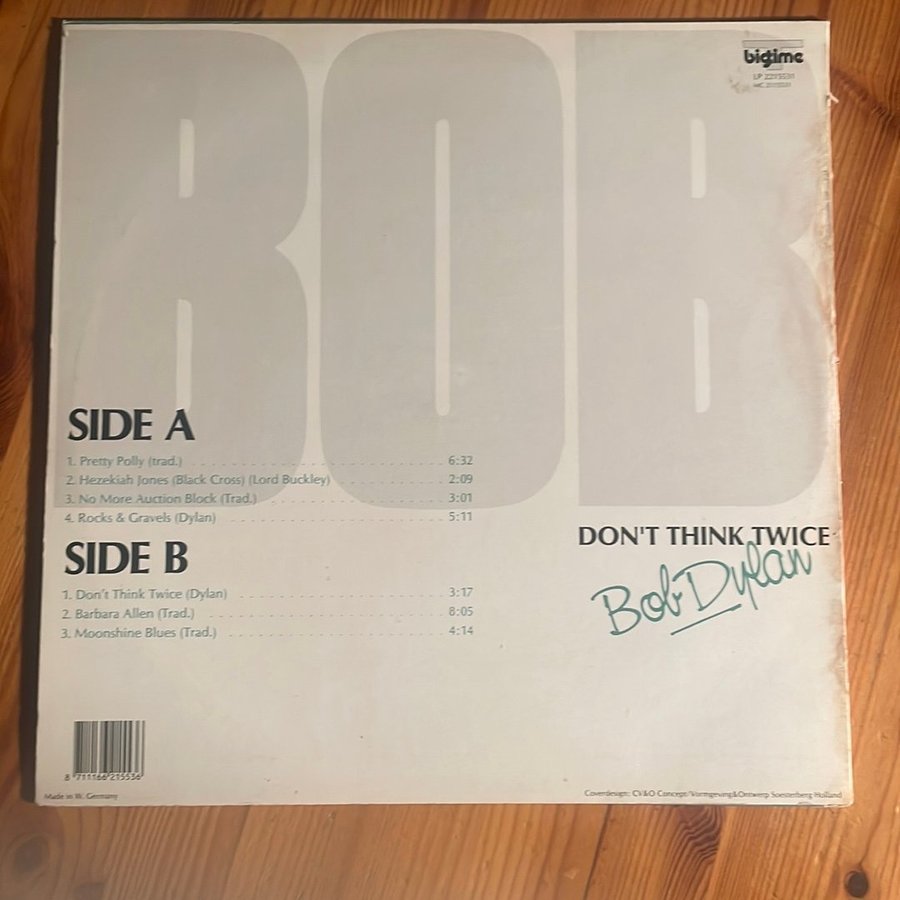 BOB
bigtime
LP 2215531
MC 2115531
SIDE A
1. Pretty Polly (trad.) 6:32
2. Hezekiah Jones (Black Cross) (Lord Buckley) 2:09
3. No More Auction Block (Trad.) 3:01
4. Rocks & Gravels (Dylan) 5:11
SIDE B
1. Don't Think Twice (Dylan) 3:17
2. Barbara Allen (Trad.) 8:05
3. Moonshine Blues (Trad.) 4:14
DON'T THINK TWICE
Bob Dylan
8 711166 215536
Made in W. Germany
Coverdesign: CV&O Concept/Vormgeving&Ontwerp Soesterberg Holland